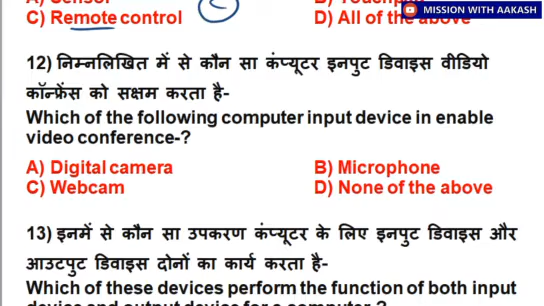 C) Remote control
D) All of the above
MISSION WITH AAKASH
12) निम्नलिखित में से कौन सा कंप्यूटर इनपुट डिवाइस वीडियो
कॉन्फ्रेंस को सक्षम करता है-
Which of the following computer input device in enable
video conference-?
A) Digital camera
B) Microphone
C) Webcam
D) None of the above
13) इनमें से कौन सा उपकरण कंप्यूटर के लिए इनपुट डिवाइस और
आउटपुट डिवाइस दोनों का कार्य करता है-
Which of these devices perform the function of both input